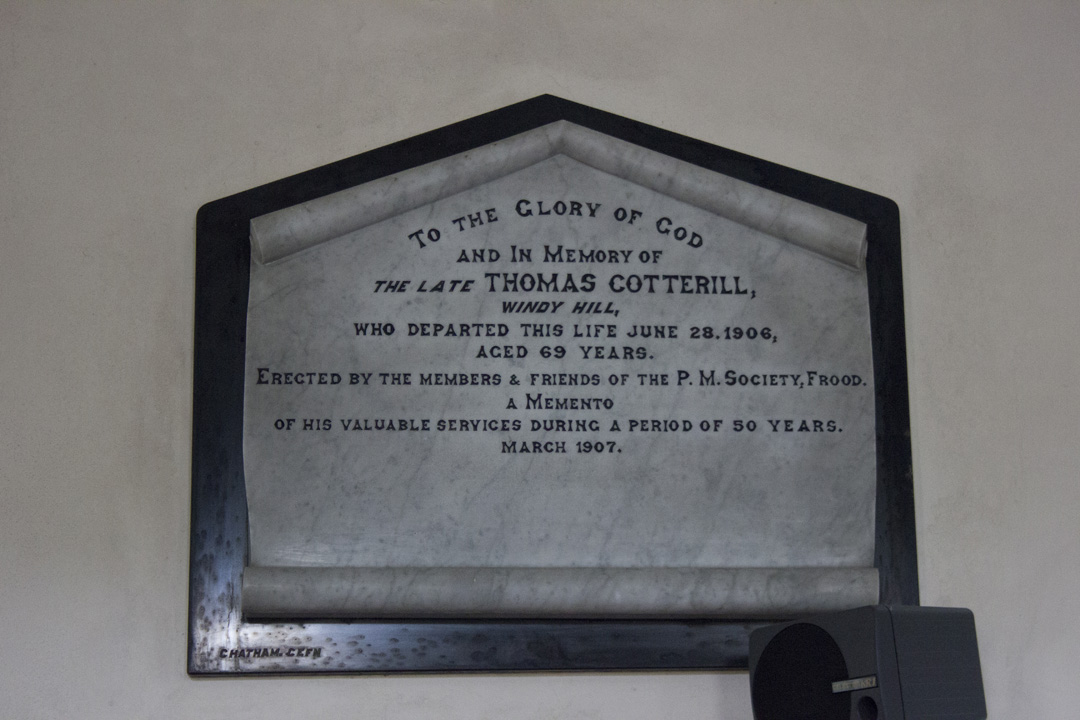 To the Glory of God
and In Memory of
the late THOMAS COTTERILL,
WINDY HILL,
WHO DEPARTED THIS LIFE JUNE 28. 1906,
AGED 69 YEARS.
Erected by the members & friends of the P. M. Society, Frood.
a Memento
OF HIS VALUABLE SERVICES DURING A PERIOD OF 50 YEARS.
MARCH 1907.
CHATHAM. CEFN